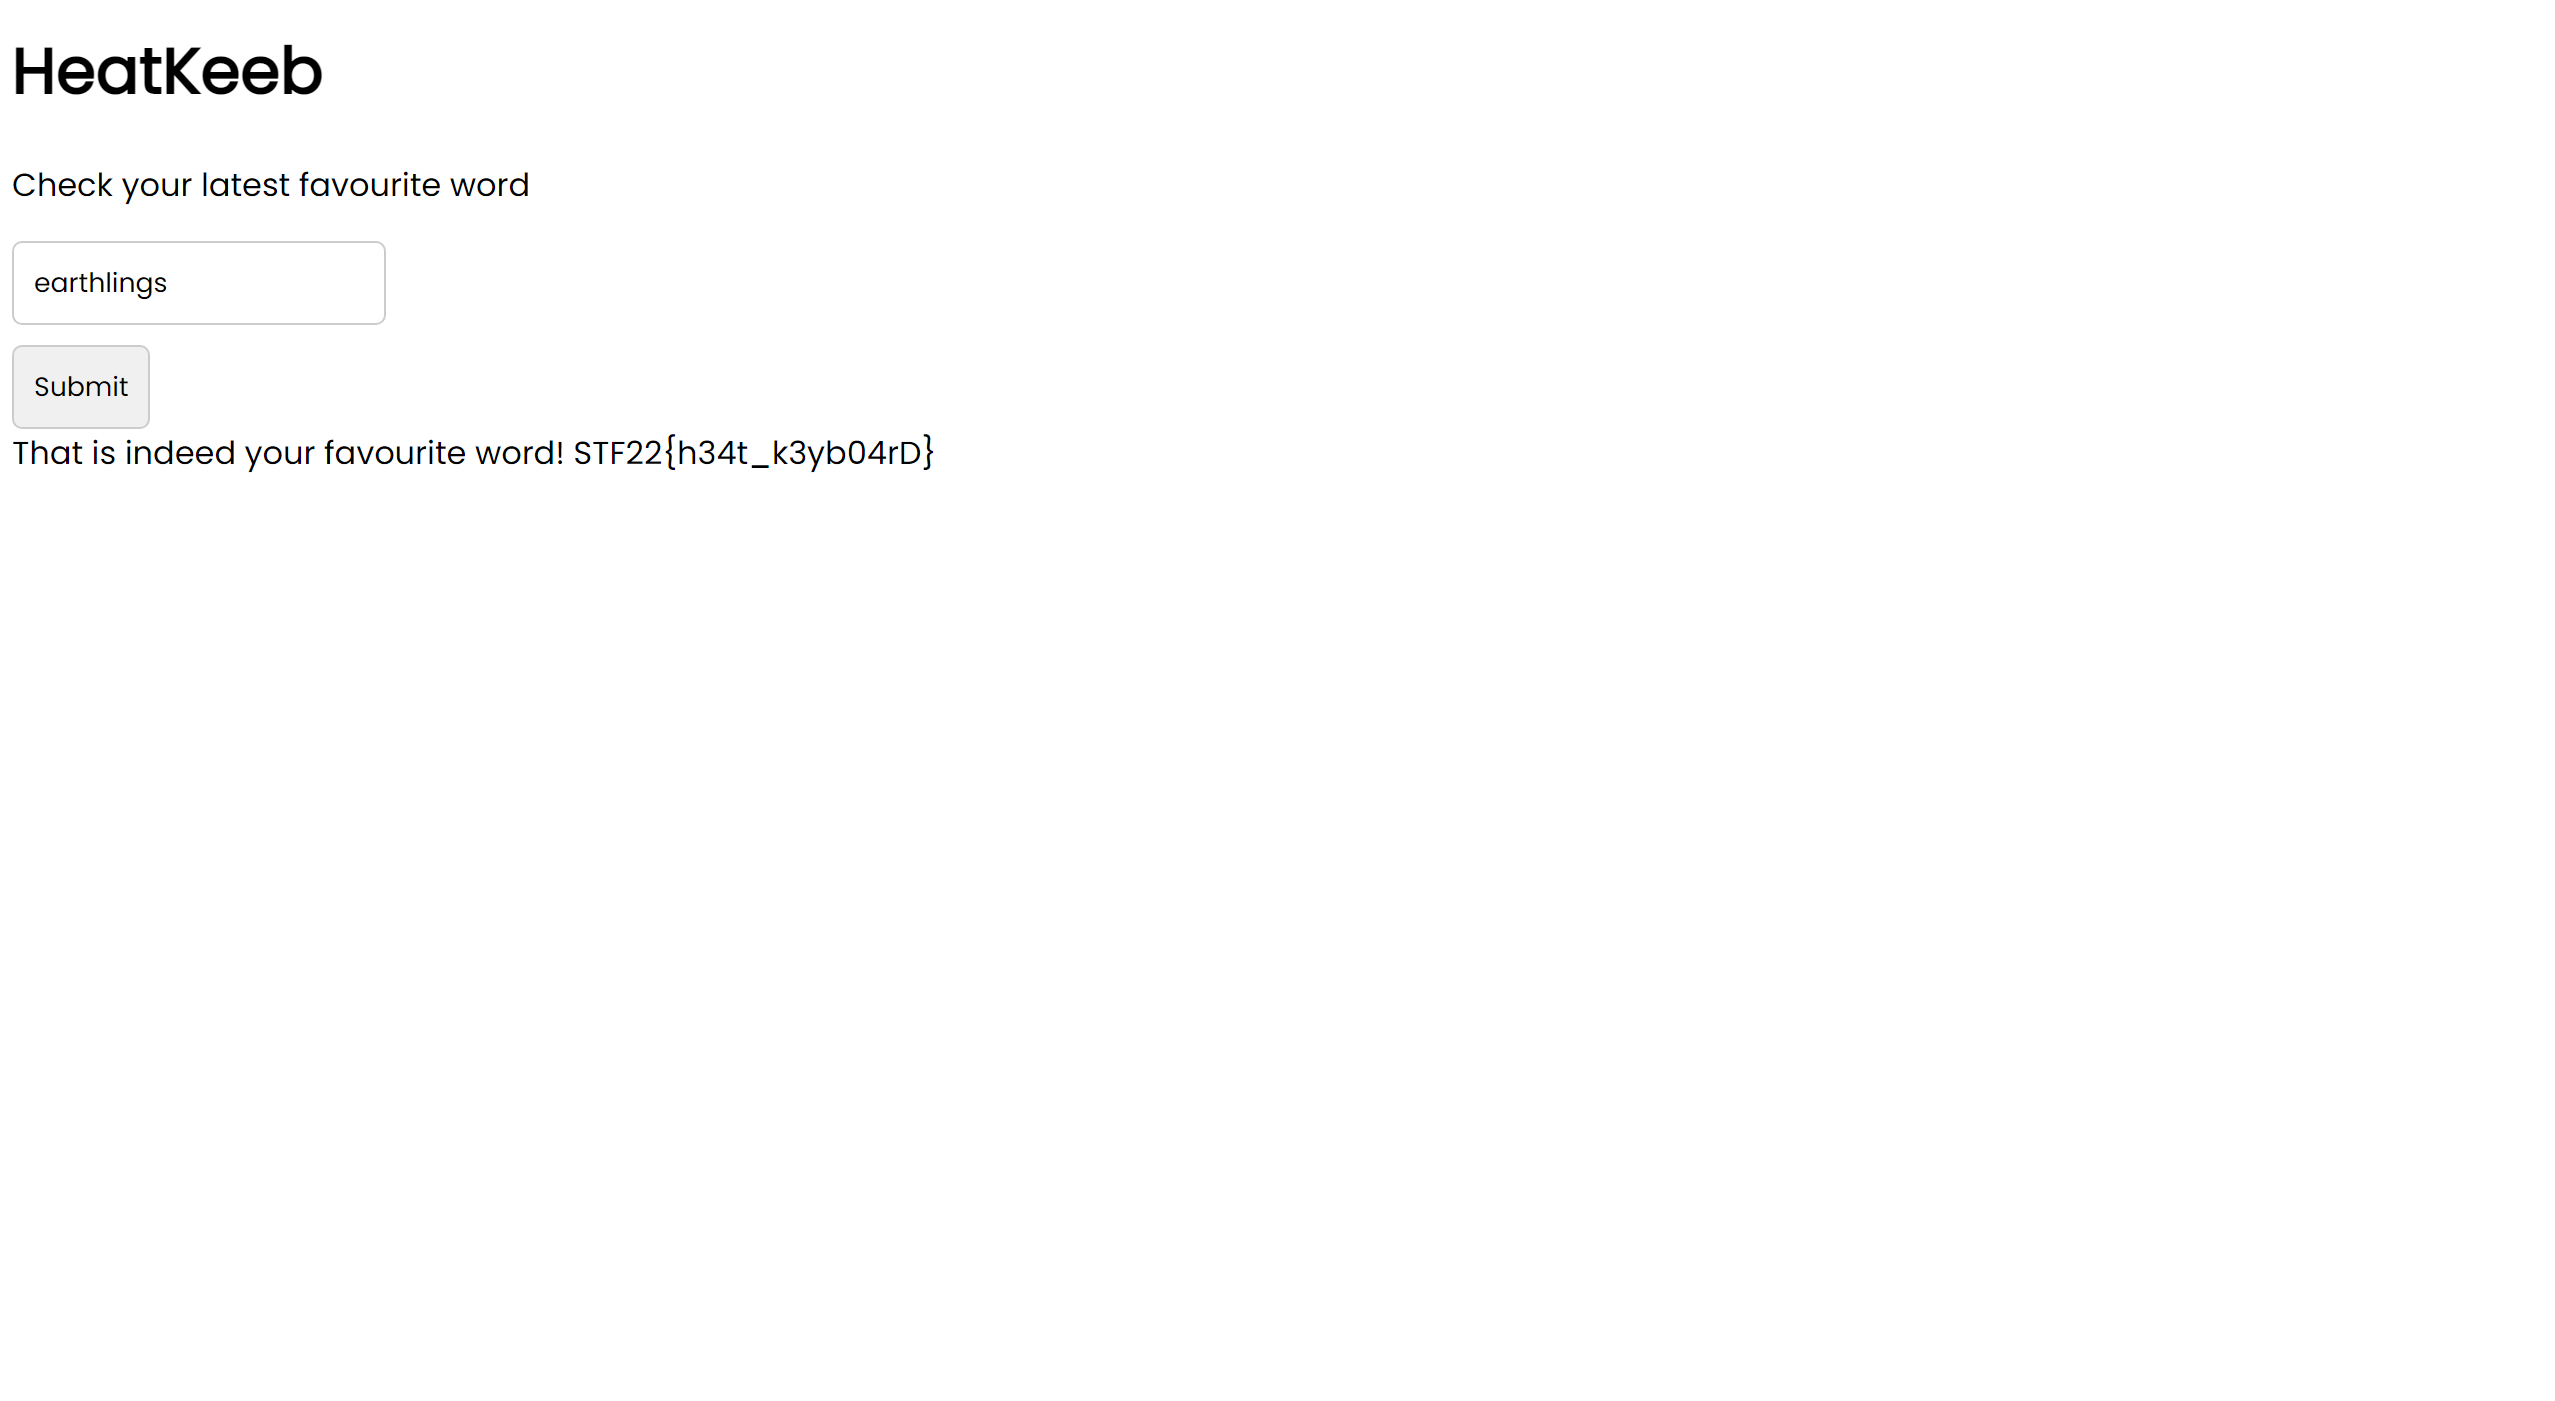 HeatKeeb
Check your latest favourite word
earthlings
Submit
That is indeed your favourite word! STF22{h34t_k3yb04rD}